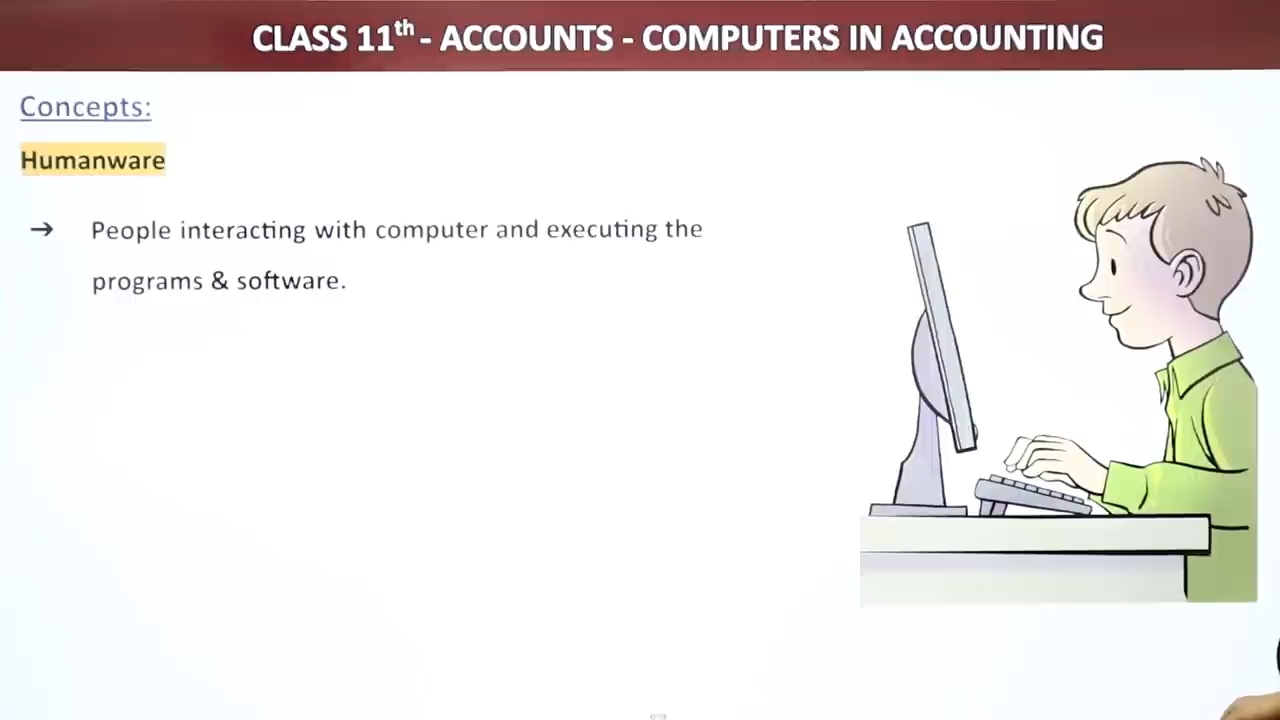 CLASS 11th - ACCOUNTS - COMPUTERS IN ACCOUNTING
Concepts:
Humanware
→ People interacting with computer and executing the
programs & software.